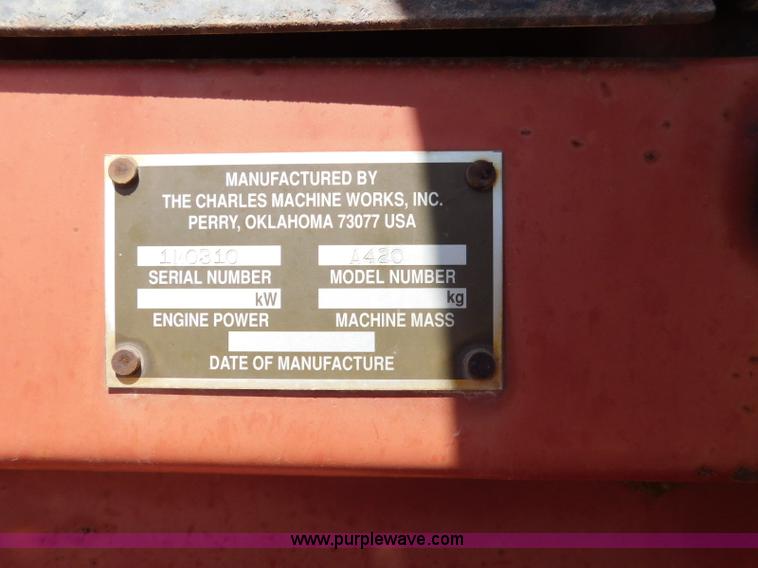 MANUFACTURED BY
THE CHARLES MACHINE WORKS, INC.
PERRY, OKLAHOMA 73077 USA
1M0310 A420
SERIAL NUMBER MODEL NUMBER
kW kg
ENGINE POWER MACHINE MASS
DATE OF MANUFACTURE
www.purplewave.com